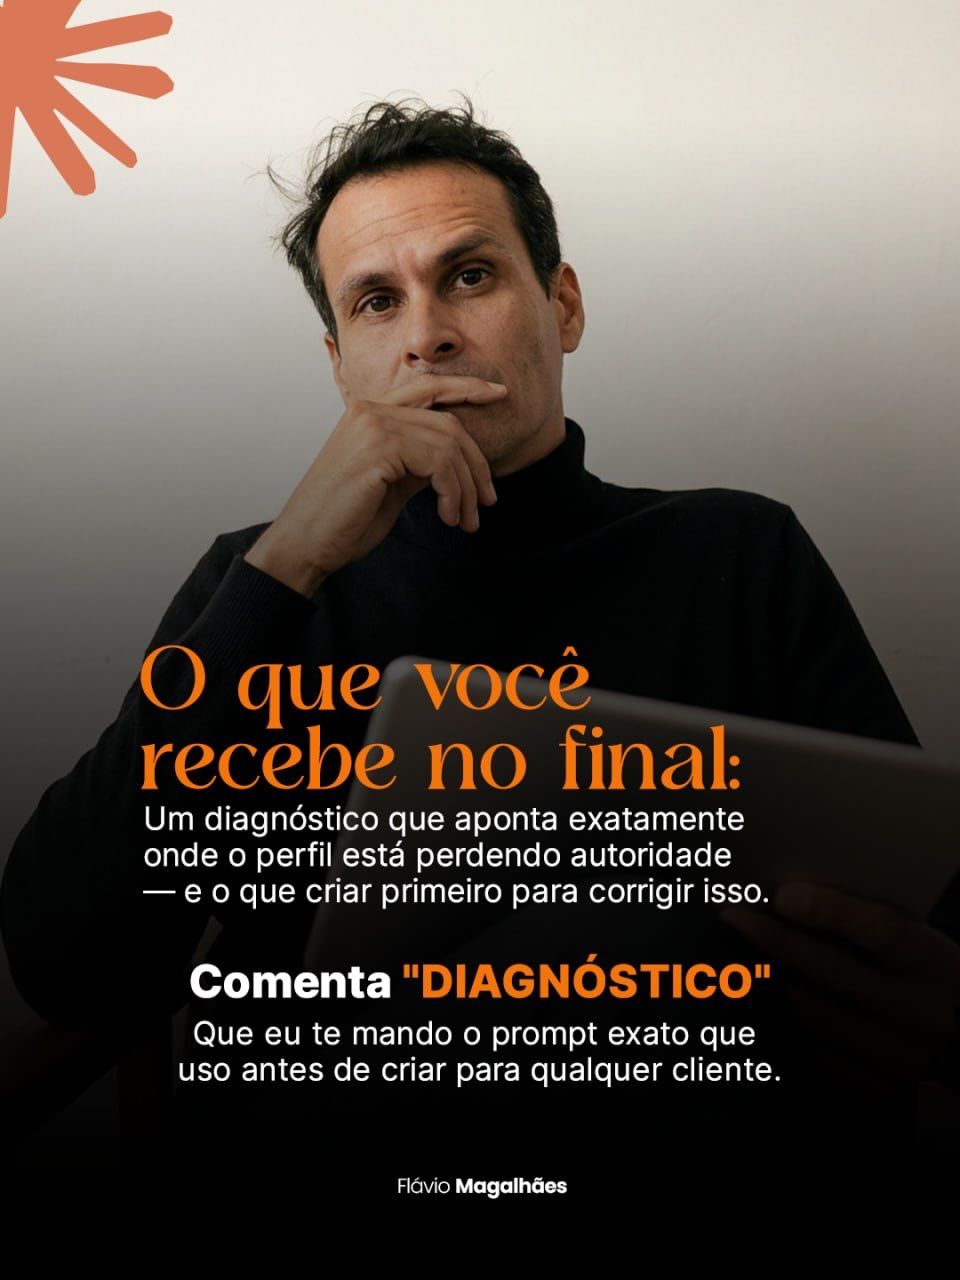 O que você
recebe no final:
Um diagnóstico que aponta exatamente
onde o perfil está perdendo autoridade
— e o que criar primeiro para corrigir isso.
Comenta "DIAGNÓSTICO"
Que eu te mando o prompt exato que
uso antes de criar para qualquer cliente.
Flávio Magalhães